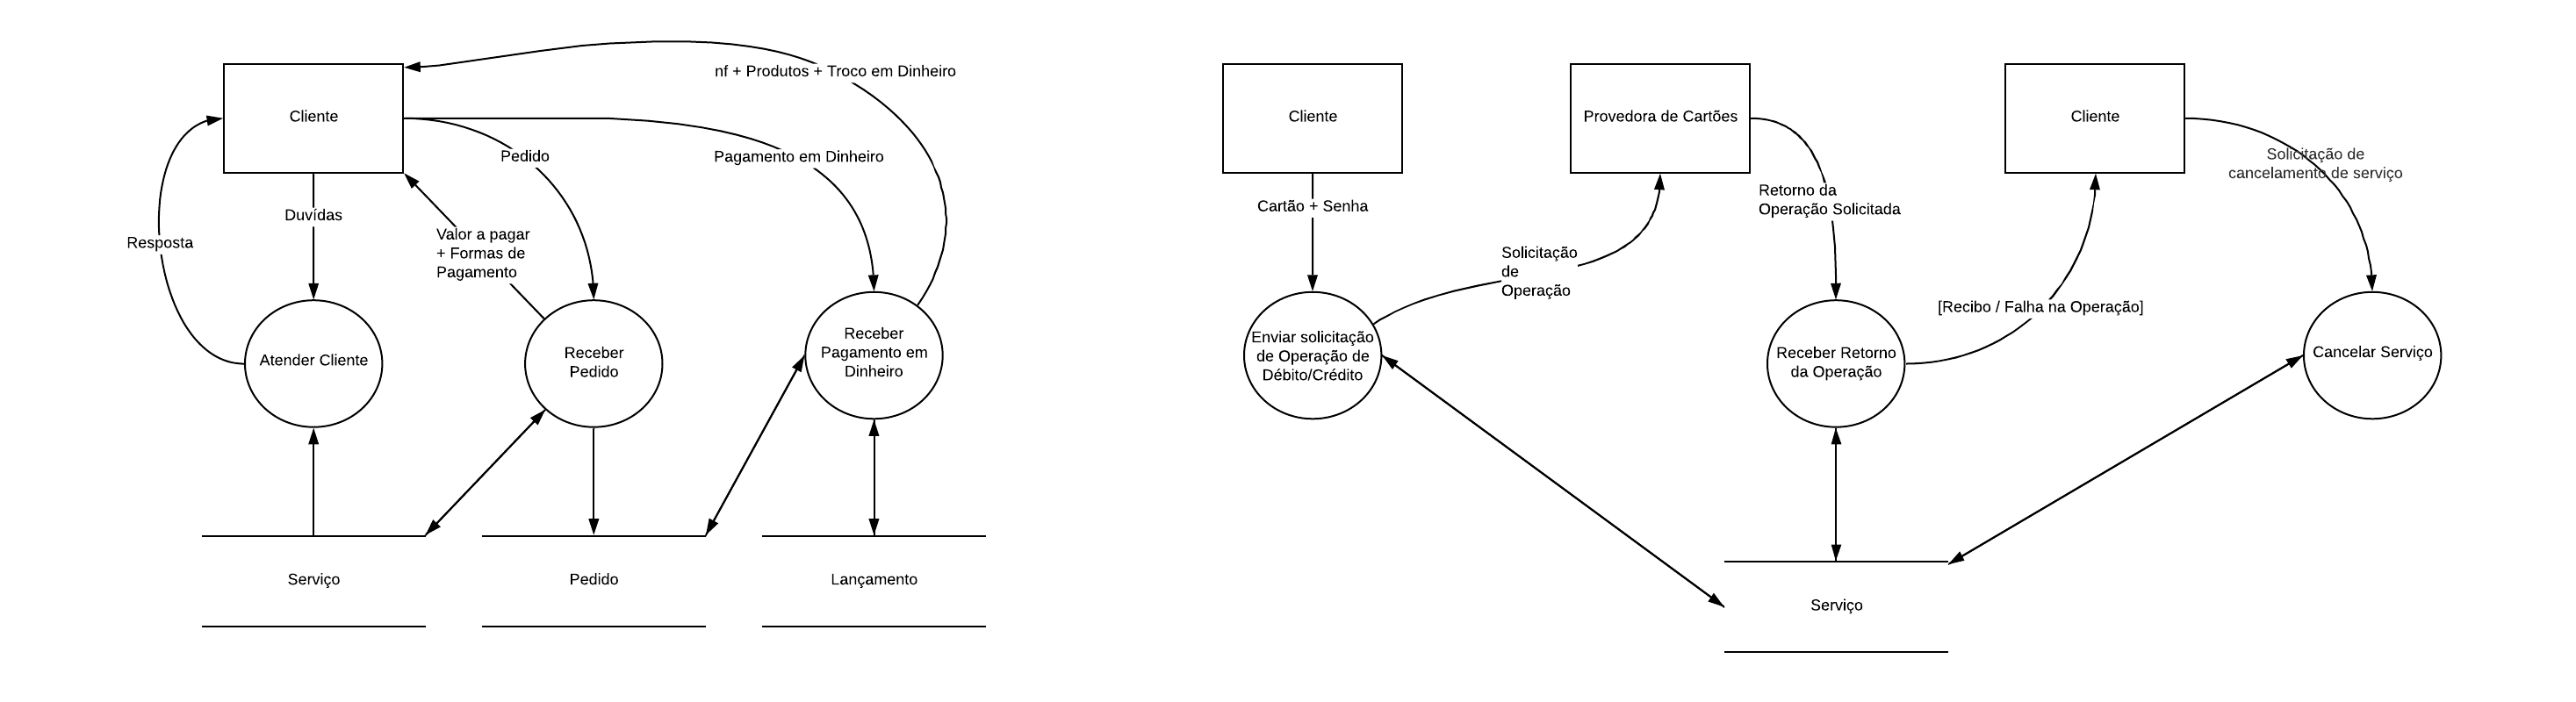 nf + Produtos + Troco em Dinheiro
Cliente
Pedido
Pagamento em Dinheiro
Duvídas
Resposta
Valor a pagar
+ Formas de
Pagamento
Atender Cliente
Receber
Pedido
Receber
Pagamento em
Dinheiro
Serviço
Pedido
Lançamento
Cliente
Provedora de Cartões
Cliente
Solicitação de
cancelamento de serviço
Cartão + Senha
Retorno da
Operação Solicitada
Solicitação
de
Operação
[Recibo / Falha na Operação]
Enviar solicitação
de Operação de
Débito/Crédito
Receber Retorno
da Operação
Cancelar Serviço
Serviço